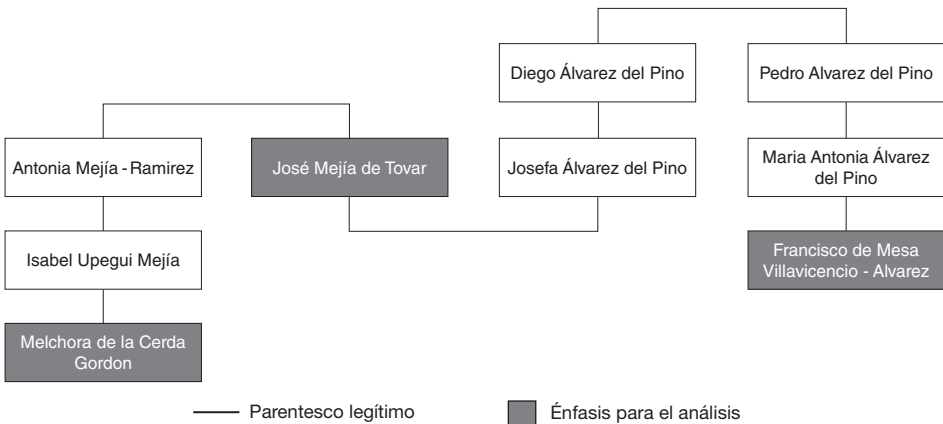 Diego Álvarez del Pino
Pedro Alvarez del Pino
Antonia Mejía - Ramirez
José Mejía de Tovar
Josefa Álvarez del Pino
Maria Antonia Álvarez
del Pino
Isabel Upegui Mejía
Francisco de Mesa
Villavicencio - Alvarez
Melchora de la Cerda
Gordon
Parentesco legítimo
Énfasis para el análisis